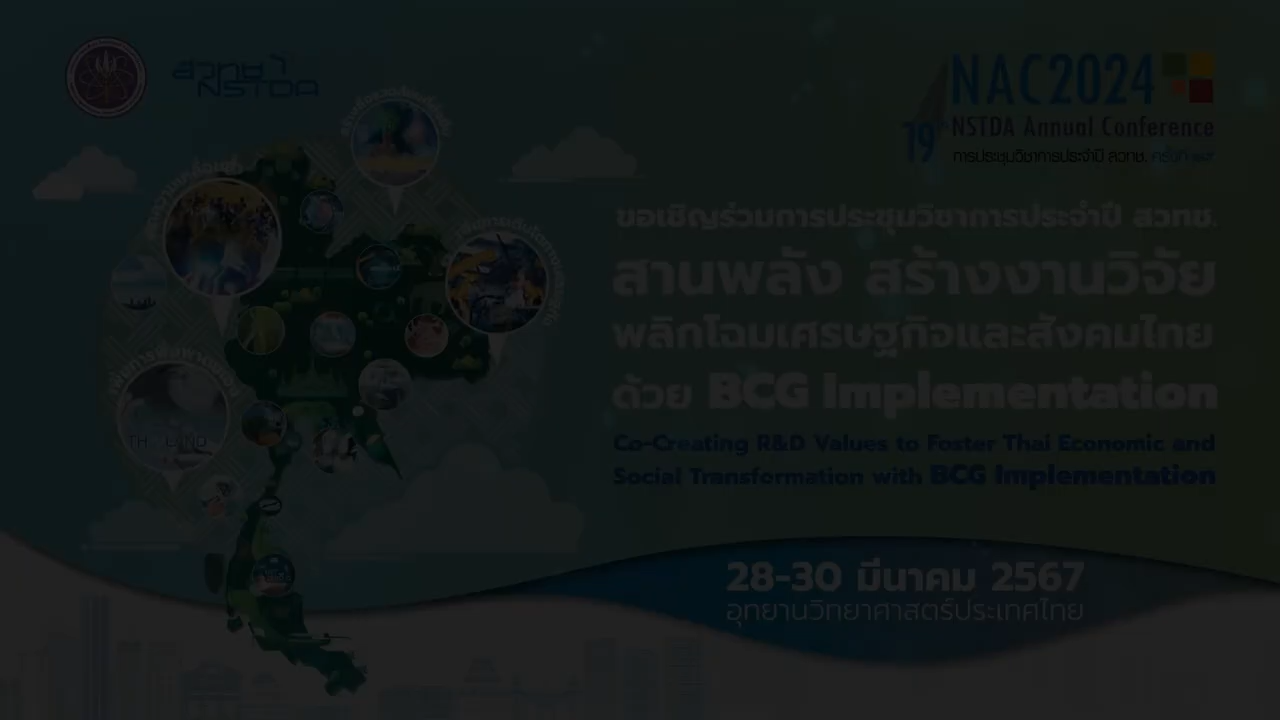 สวทช
NSTDA
NAC2024
19th NSTDA Annual Conference
การประชุมวิชาการประจำปี สวทช. ครั้งที่
ขอเชิญร่วมการประชุมวิชาการประจำปี สวทช.
สานพลัง สร้างงานวิจัย
พลิกโฉมเศรษฐกิจและสังคมไทย
ด้วย BCG Implementation
Co-Creating R&D Values to Foster Thai Economic and
Social Transformation with BCG Implementation
28-30 มีนาคม 2567
อุทยานวิทยาศาสตร์ประเทศไทย